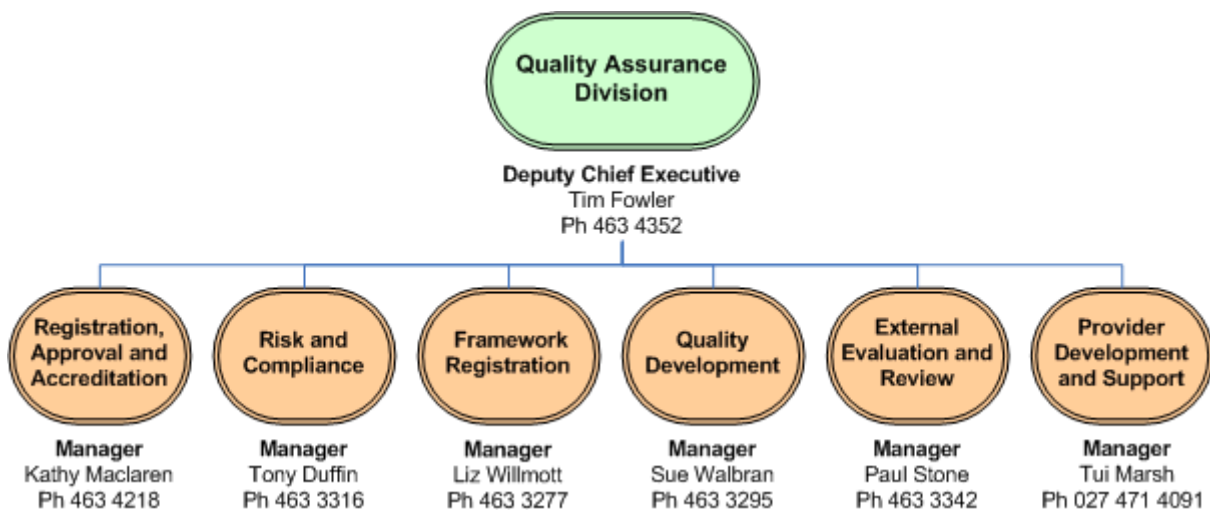 Quality Assurance
Division
Deputy Chief Executive
Tim Fowler
Ph 463 4352
Registration,
Approval and
Accreditation
Manager
Kathy Maclaren
Ph 463 4218
Risk and
Compliance
Manager
Tony Duffin
Ph 463 3316
Framework
Registration
Manager
Liz Willmott
Ph 463 3277
Quality
Development
Manager
Sue Walbran
Ph 463 3295
External
Evaluation and
Review
Manager
Paul Stone
Ph 463 3342
Provider
Development
and Support
Manager
Tui Marsh
Ph 027 471 4091